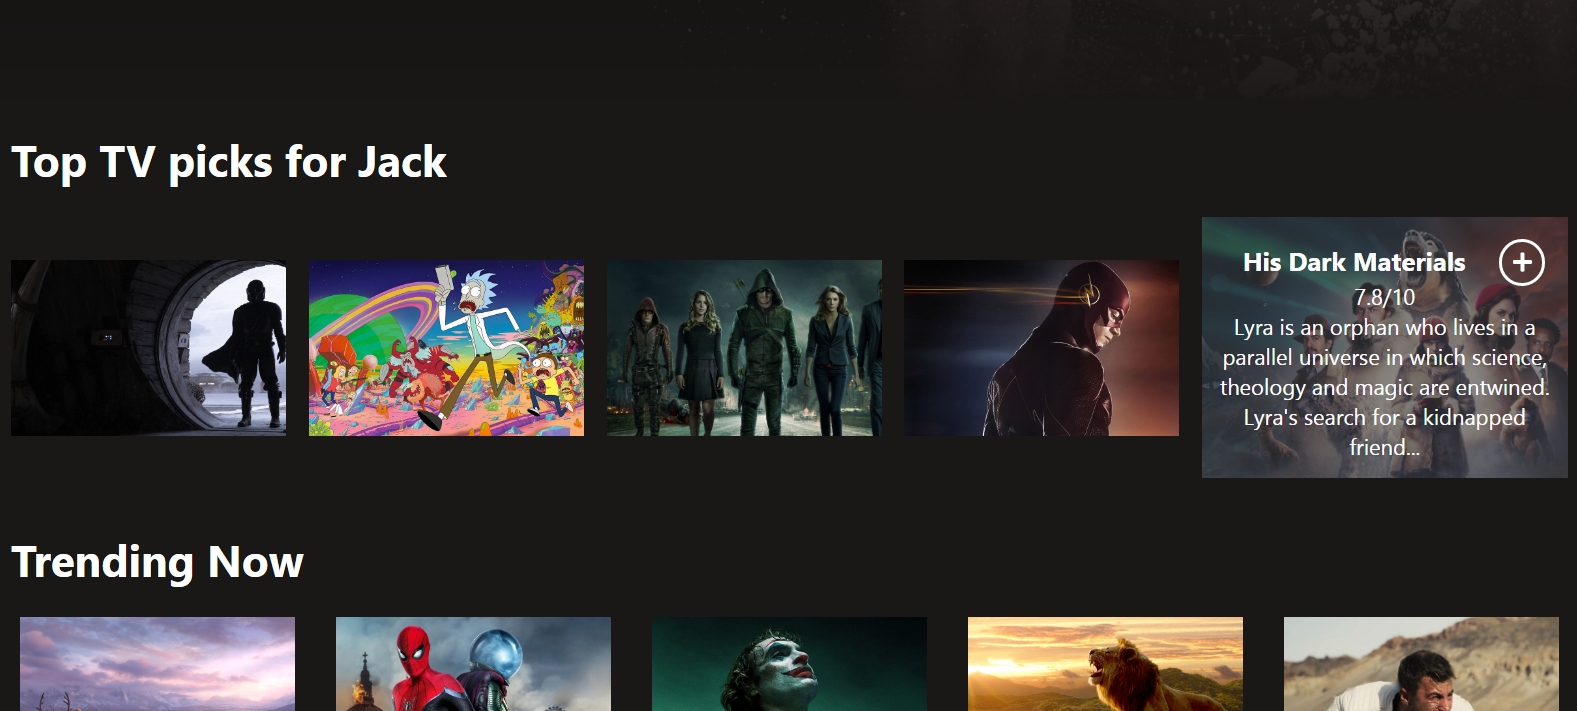 Top TV picks for Jack
His Dark Materials
7.8/10
Lyra is an orphan who lives in a
parallel universe in which science,
theology and magic are entwined.
Lyra's search for a kidnapped
friend...
Trending Now